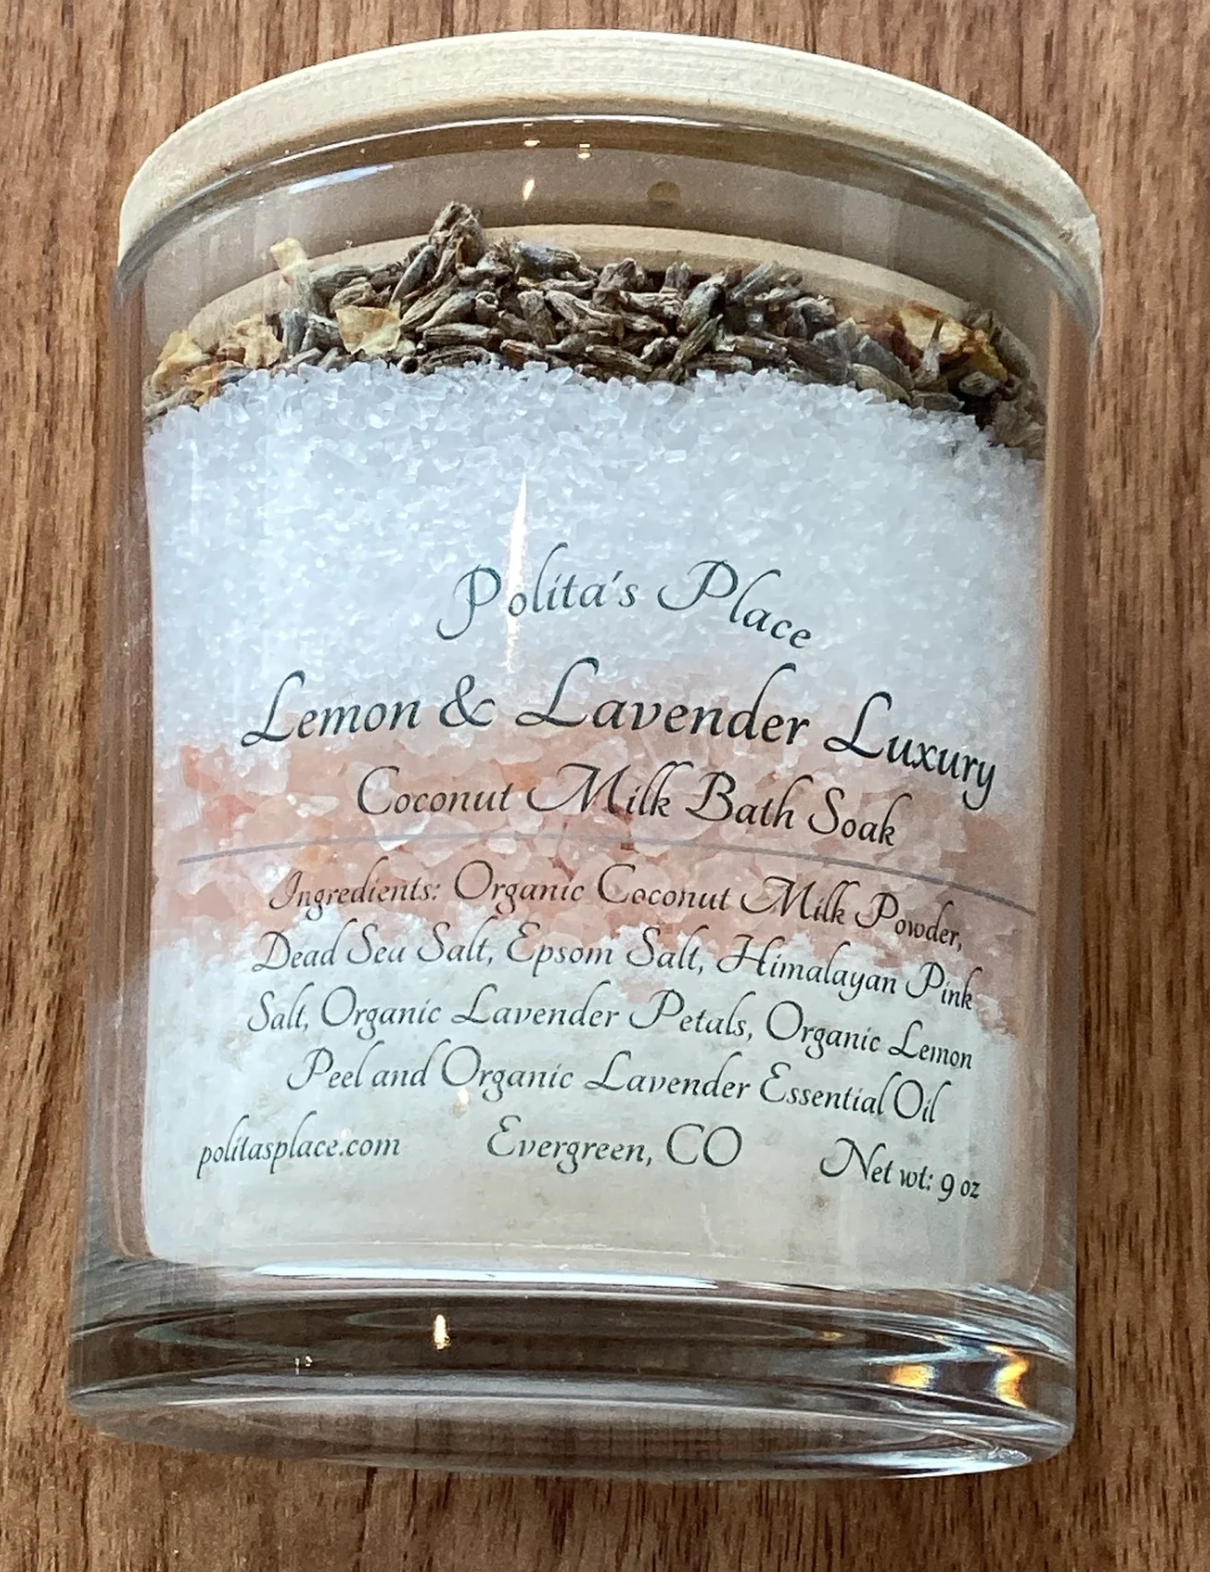 Polita's Place
Lemon & Lavender Luxury
Coconut Milk Bath Soak
Ingredients: Organic Coconut Milk Powder,
Dead Sea Salt, Epsom Salt, Himalayan Pink
Salt, Organic Lavender Petals, Organic Lemon
Peel and Organic Lavender Essential Oil
politasplace.com Evergreen, CO Net wt: 9 oz